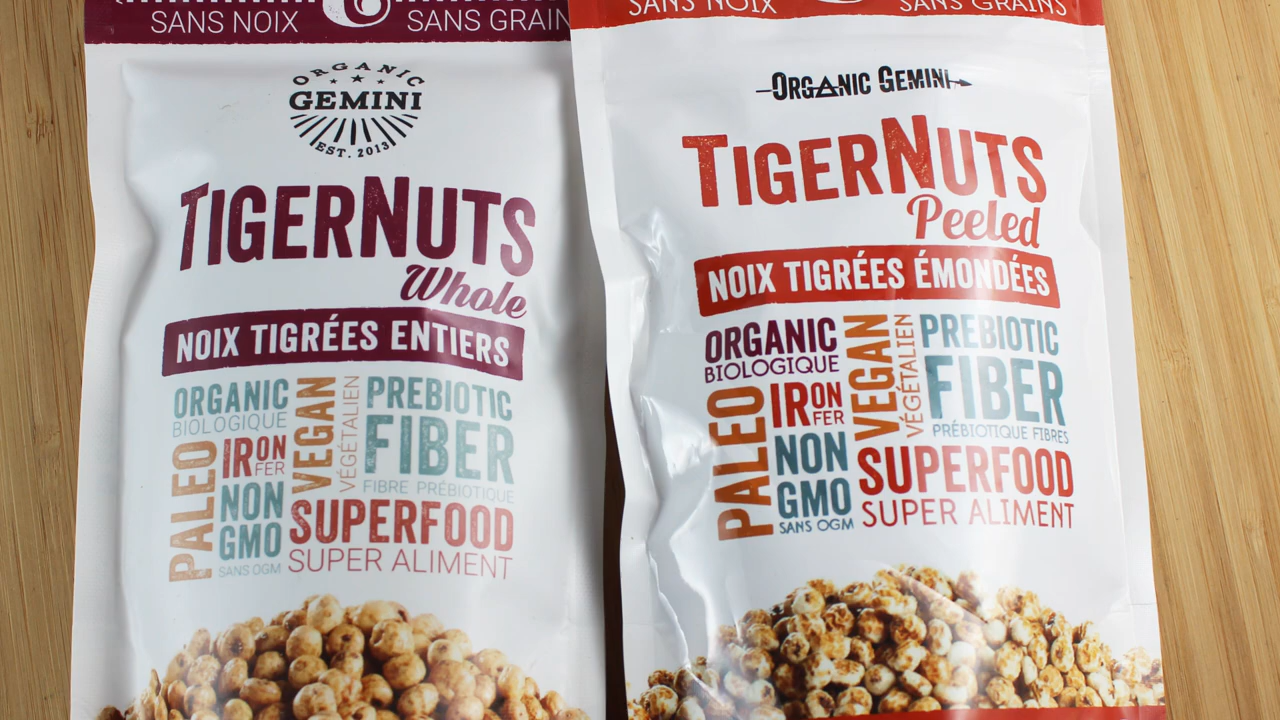 SANS NOIX
6
SANS GRAIN
ORGANIC
GEMINI
EST. 2013
TIGERNUTS
Whole
NOIX TIGRÉES ENTIERS
ORGANIC
BIOLOGIQUE
PALEO
IRON
FER
NON
GMO
SANS OGM
VEGAN
VÉGÉTALIEN
PREBIOTIC
FIBER
FIBRE PRÉBIOTIQUE
SUPERFOOD
SUPER ALIMENT
SANS NOIX
SANS GRAINS
ORGANIC GEMINI
TIGERNUTS
Peeled
NOIX TIGRÉES ÉMONDÉES
ORGANIC
BIOLOGIQUE
PALEO
IRON
FER
NON
GMO
SANS OGM
VEGAN
VÉGÉTALIEN
PREBIOTIC
FIBER
PRÉBIOTIQUE FIBRES
SUPERFOOD
SUPER ALIMENT